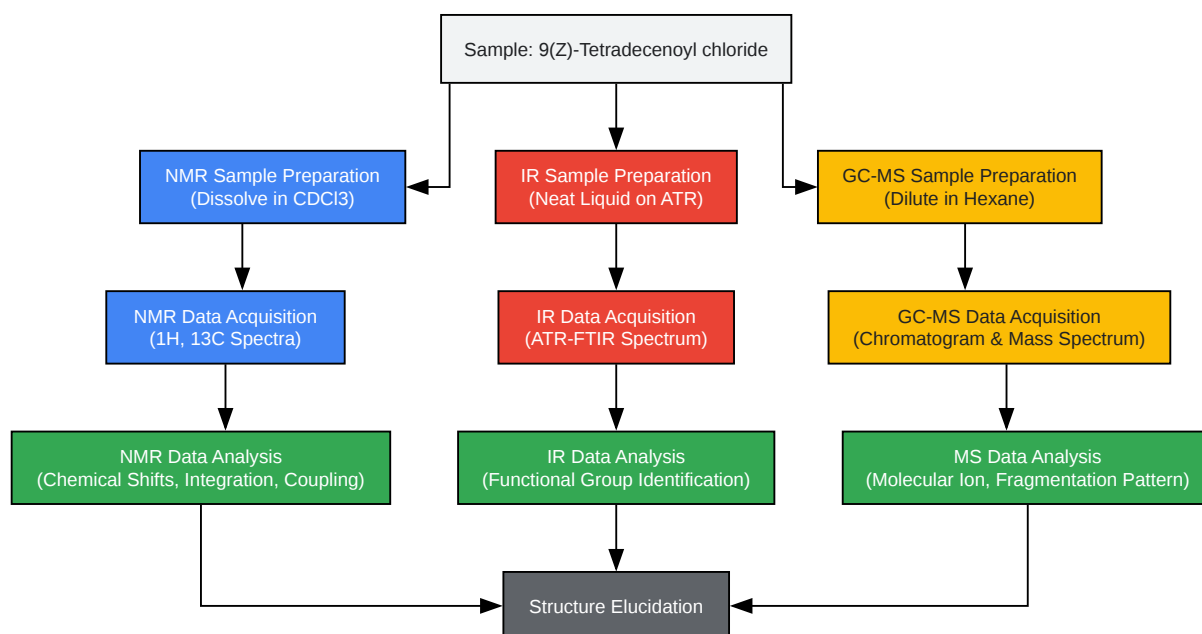 Sample: 9(Z)-Tetradecenoyl chloride
NMR Sample Preparation
(Dissolve in CDCl3)
IR Sample Preparation
(Neat Liquid on ATR)
GC-MS Sample Preparation
(Dilute in Hexane)
NMR Data Acquisition
(1H, 13C Spectra)
IR Data Acquisition
(ATR-FTIR Spectrum)
GC-MS Data Acquisition
(Chromatogram & Mass Spectrum)
NMR Data Analysis
(Chemical Shifts, Integration, Coupling)
IR Data Analysis
(Functional Group Identification)
MS Data Analysis
(Molecular Ion, Fragmentation Pattern)
Structure Elucidation